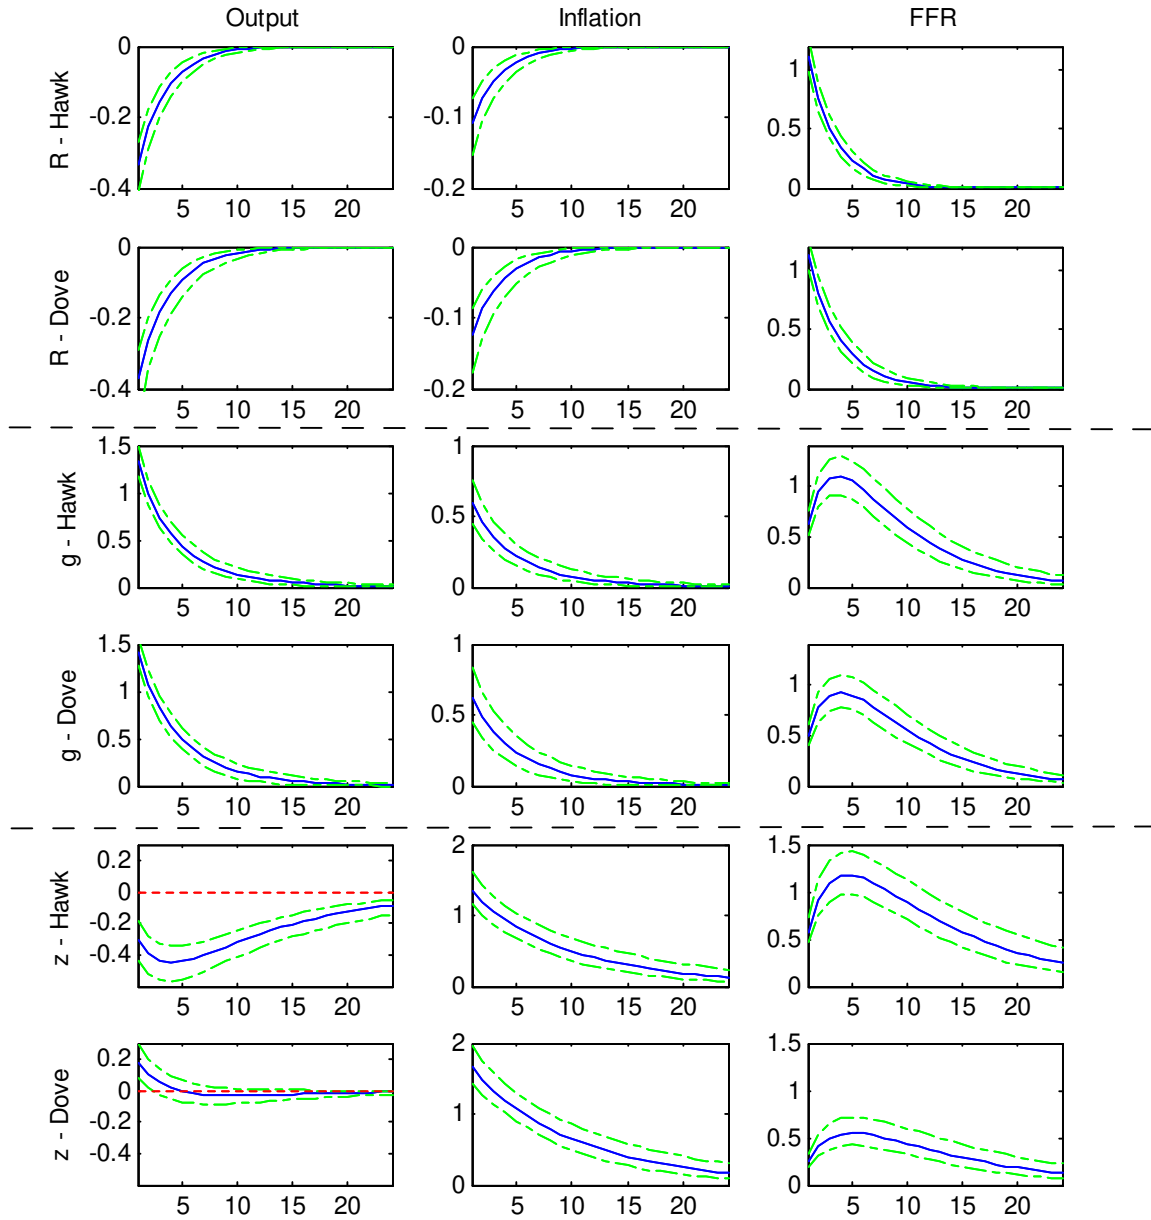 Output Inflation FFR
R - Hawk
0 -0.2 -0.4 5 10 15 20
0 -0.1 -0.2 5 10 15 20
1 0.5 0 5 10 15 20
R - Dove
0 -0.2 -0.4 5 10 15 20
0 -0.1 -0.2 5 10 15 20
1 0.5 0 5 10 15 20
g - Hawk
1.5 1 0.5 0 5 10 15 20
1 0.5 0 5 10 15 20
1 0.5 0 5 10 15 20
g - Dove
1.5 1 0.5 0 5 10 15 20
1 0.5 0 5 10 15 20
1 0.5 0 5 10 15 20
z - Hawk
0.2 0 -0.2 -0.4 5 10 15 20
2 1 0 5 10 15 20
1.5 1 0.5 0 5 10 15 20
z - Dove
0.2 0 -0.2 -0.4 5 10 15 20
2 1 0 5 10 15 20
1.5 1 0.5 0 5 10 15 20